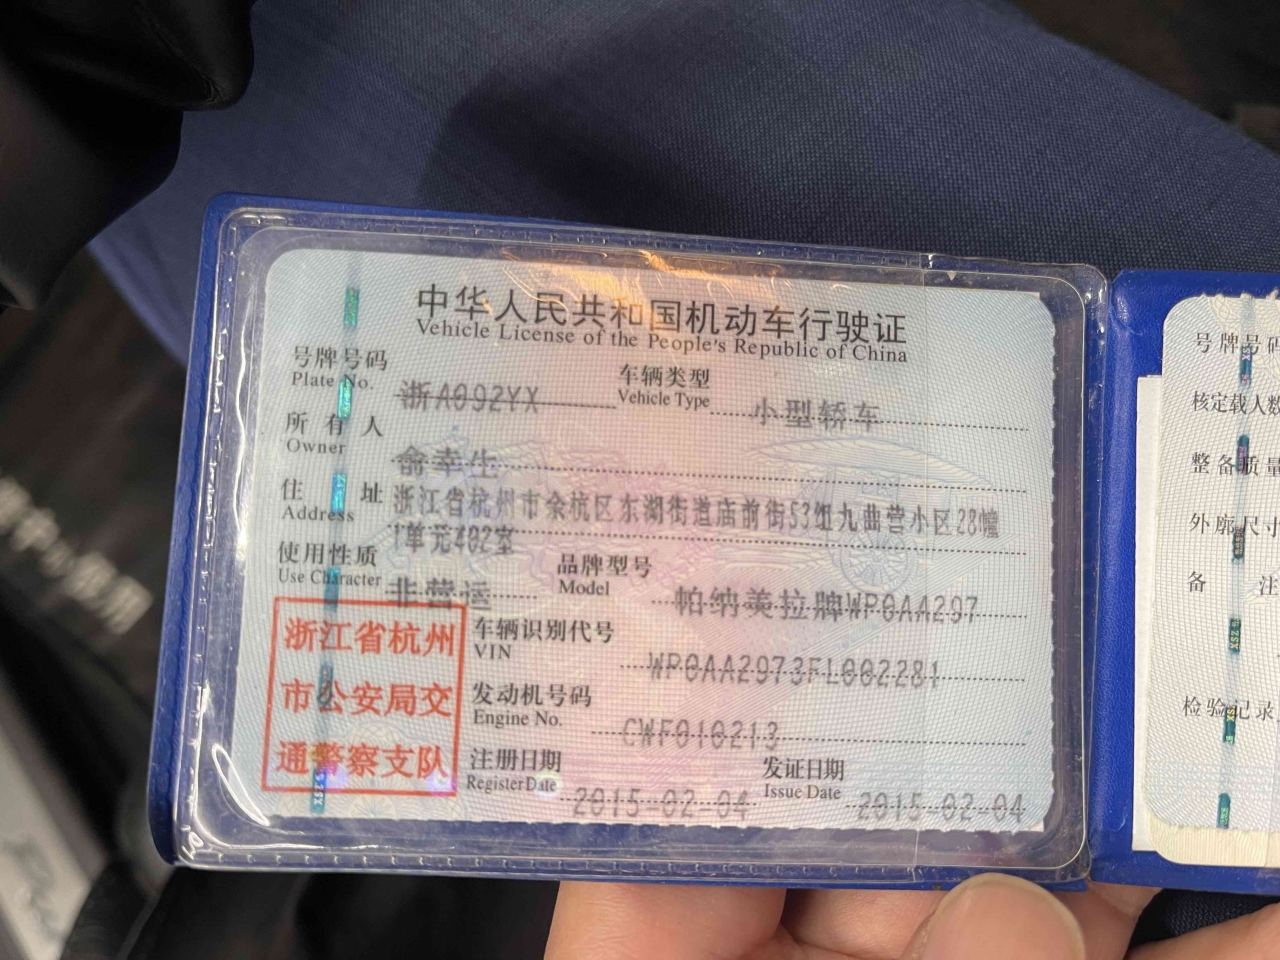 中华人民共和国机动车行驶证
Vehicle License of the People's Republic of China
号牌号码 浙A092YX 车辆类型 小型轿车
Plate No. Vehicle Type
所有人 俞幸生
Owner
住址 浙江省杭州市余杭区东湖街道庙前街53组九曲营小区28幢
Address 1单元402室
使用性质 非营运 品牌型号 帕纳美拉牌WP0AA297
Use Character Model
浙江省杭州
市公安局交
通警察支队
车辆识别代号 WP0AA2973FL002281
VIN
发动机号码 CWF010213
Engine No.
注册日期 2015-02-04 发证日期 2015-02-04
Register Date Issue Date
号牌号码
核定载人数
整备质量
外廓尺寸
备注
检验记录